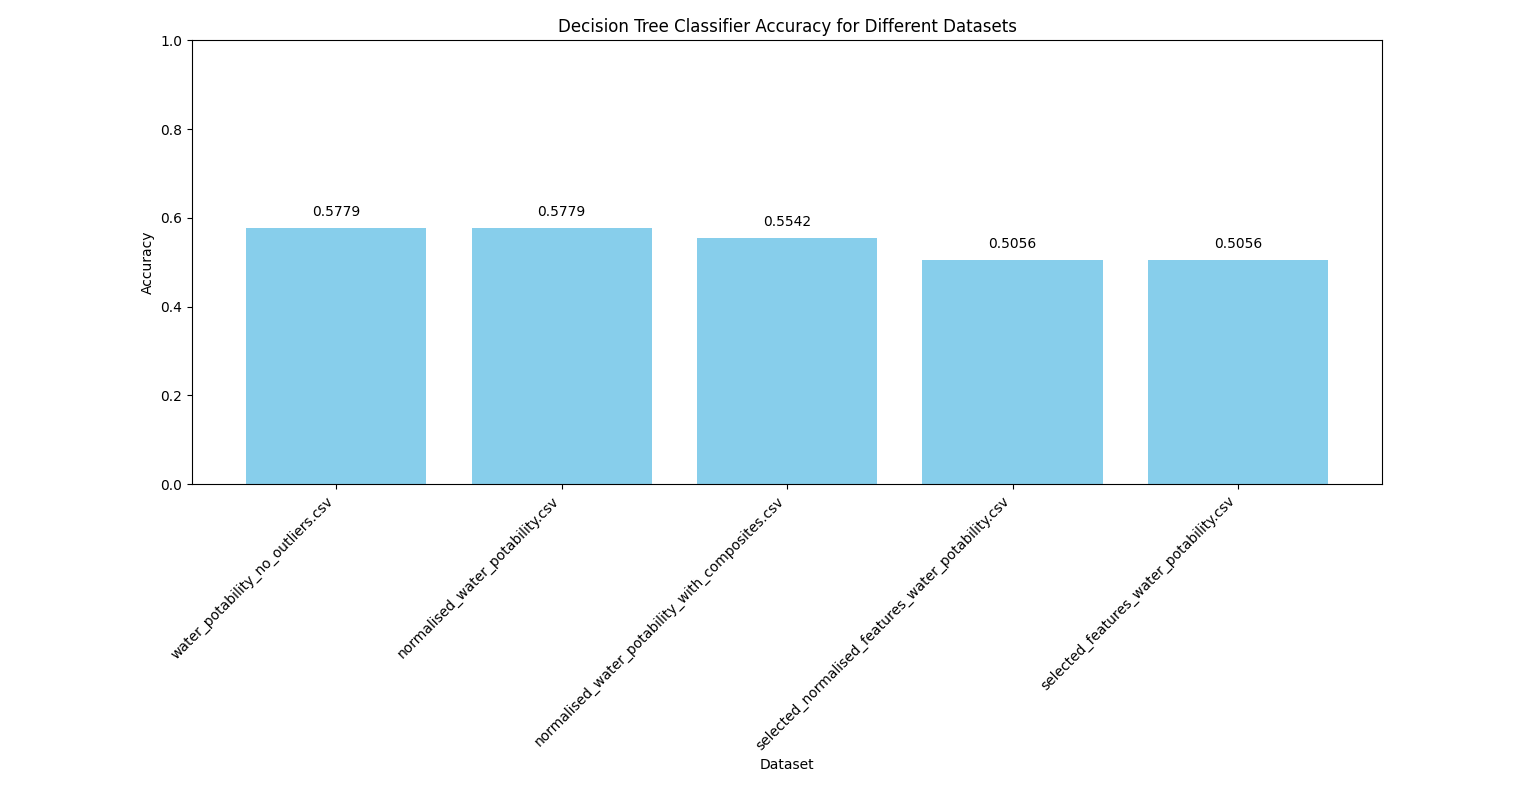 Decision Tree Classifier Accuracy for Different Datasets
1.0
0.8
0.6
0.4
0.2
0.0
Accuracy
0.5779
0.5779
0.5542
0.5056
0.5056
water_potability_no_outliers.csv
normalised_water_potability.csv
normalised_water_potability_with_composites.csv
selected_normalised_features_water_potability.csv
selected_features_water_potability.csv
Dataset